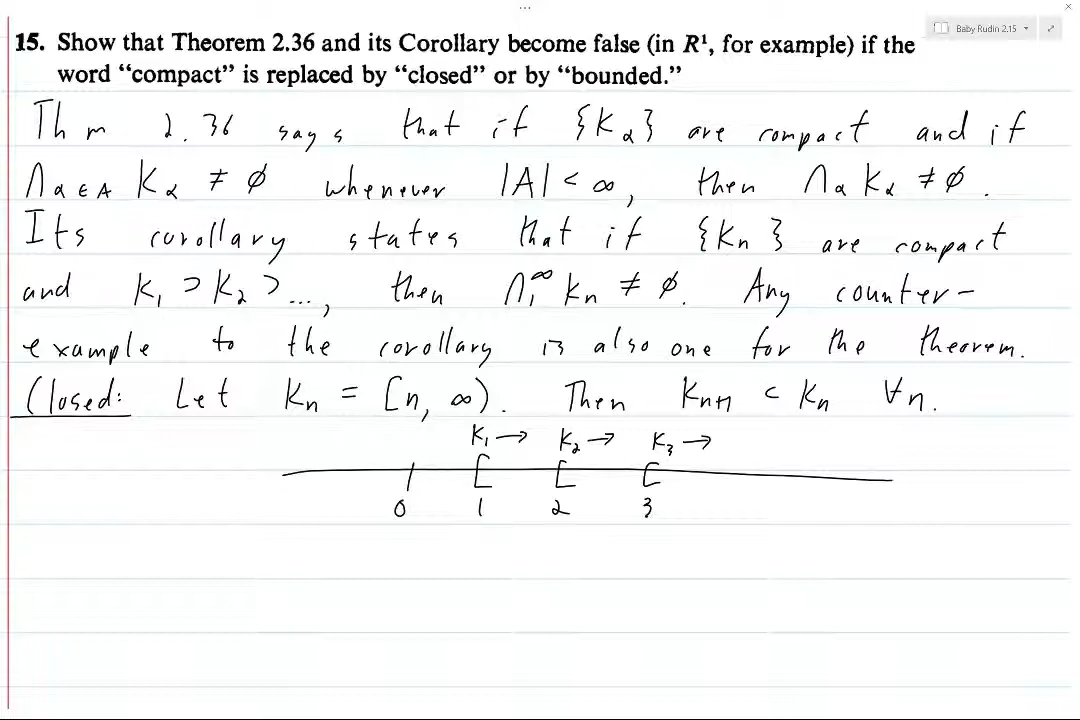 ...
Baby Rudin 2.15
15. Show that Theorem 2.36 and its Corollary become false (in R¹, for example) if the
word “compact” is replaced by “closed” or by “bounded.”
Thm 2.36 says that if {Kα} are compact and if
∩α∈A Kα ≠ ∅ whenever |A| < ∞, then ∩α Kα ≠ ∅.
Its corollary states that if {Kn} are compact
and K₁ ⊃ K₂ ⊃ ..., then ∩₁^∞ Kn ≠ ∅. Any counter-
example to the corollary is also one for the theorem.
Closed: Let Kn = [n, ∞). Then Kn+1 ⊂ Kn ∀n.
K₁ → K₂ → K₃ →
[ [ [
0 1 2 3